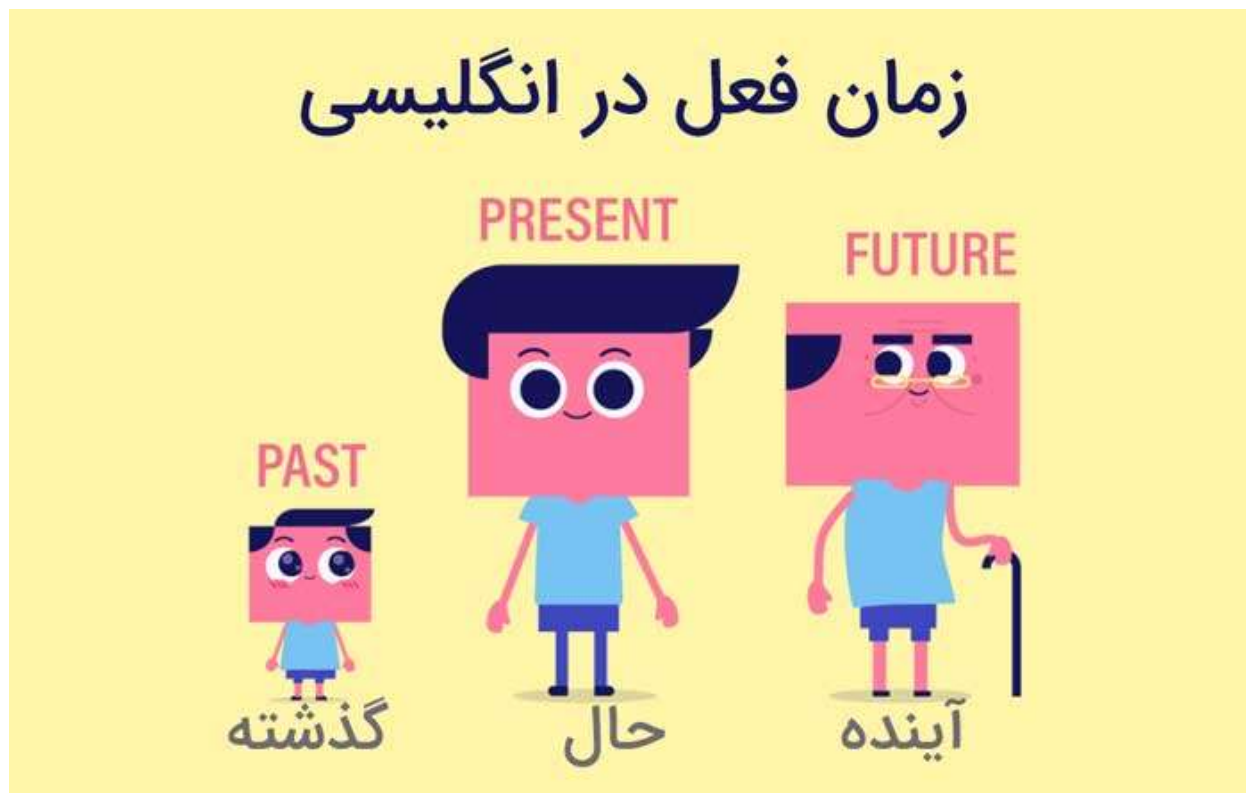 زمان فعل در انگلیسی
PRESENT
FUTURE
PAST
گذشته
حال
آینده